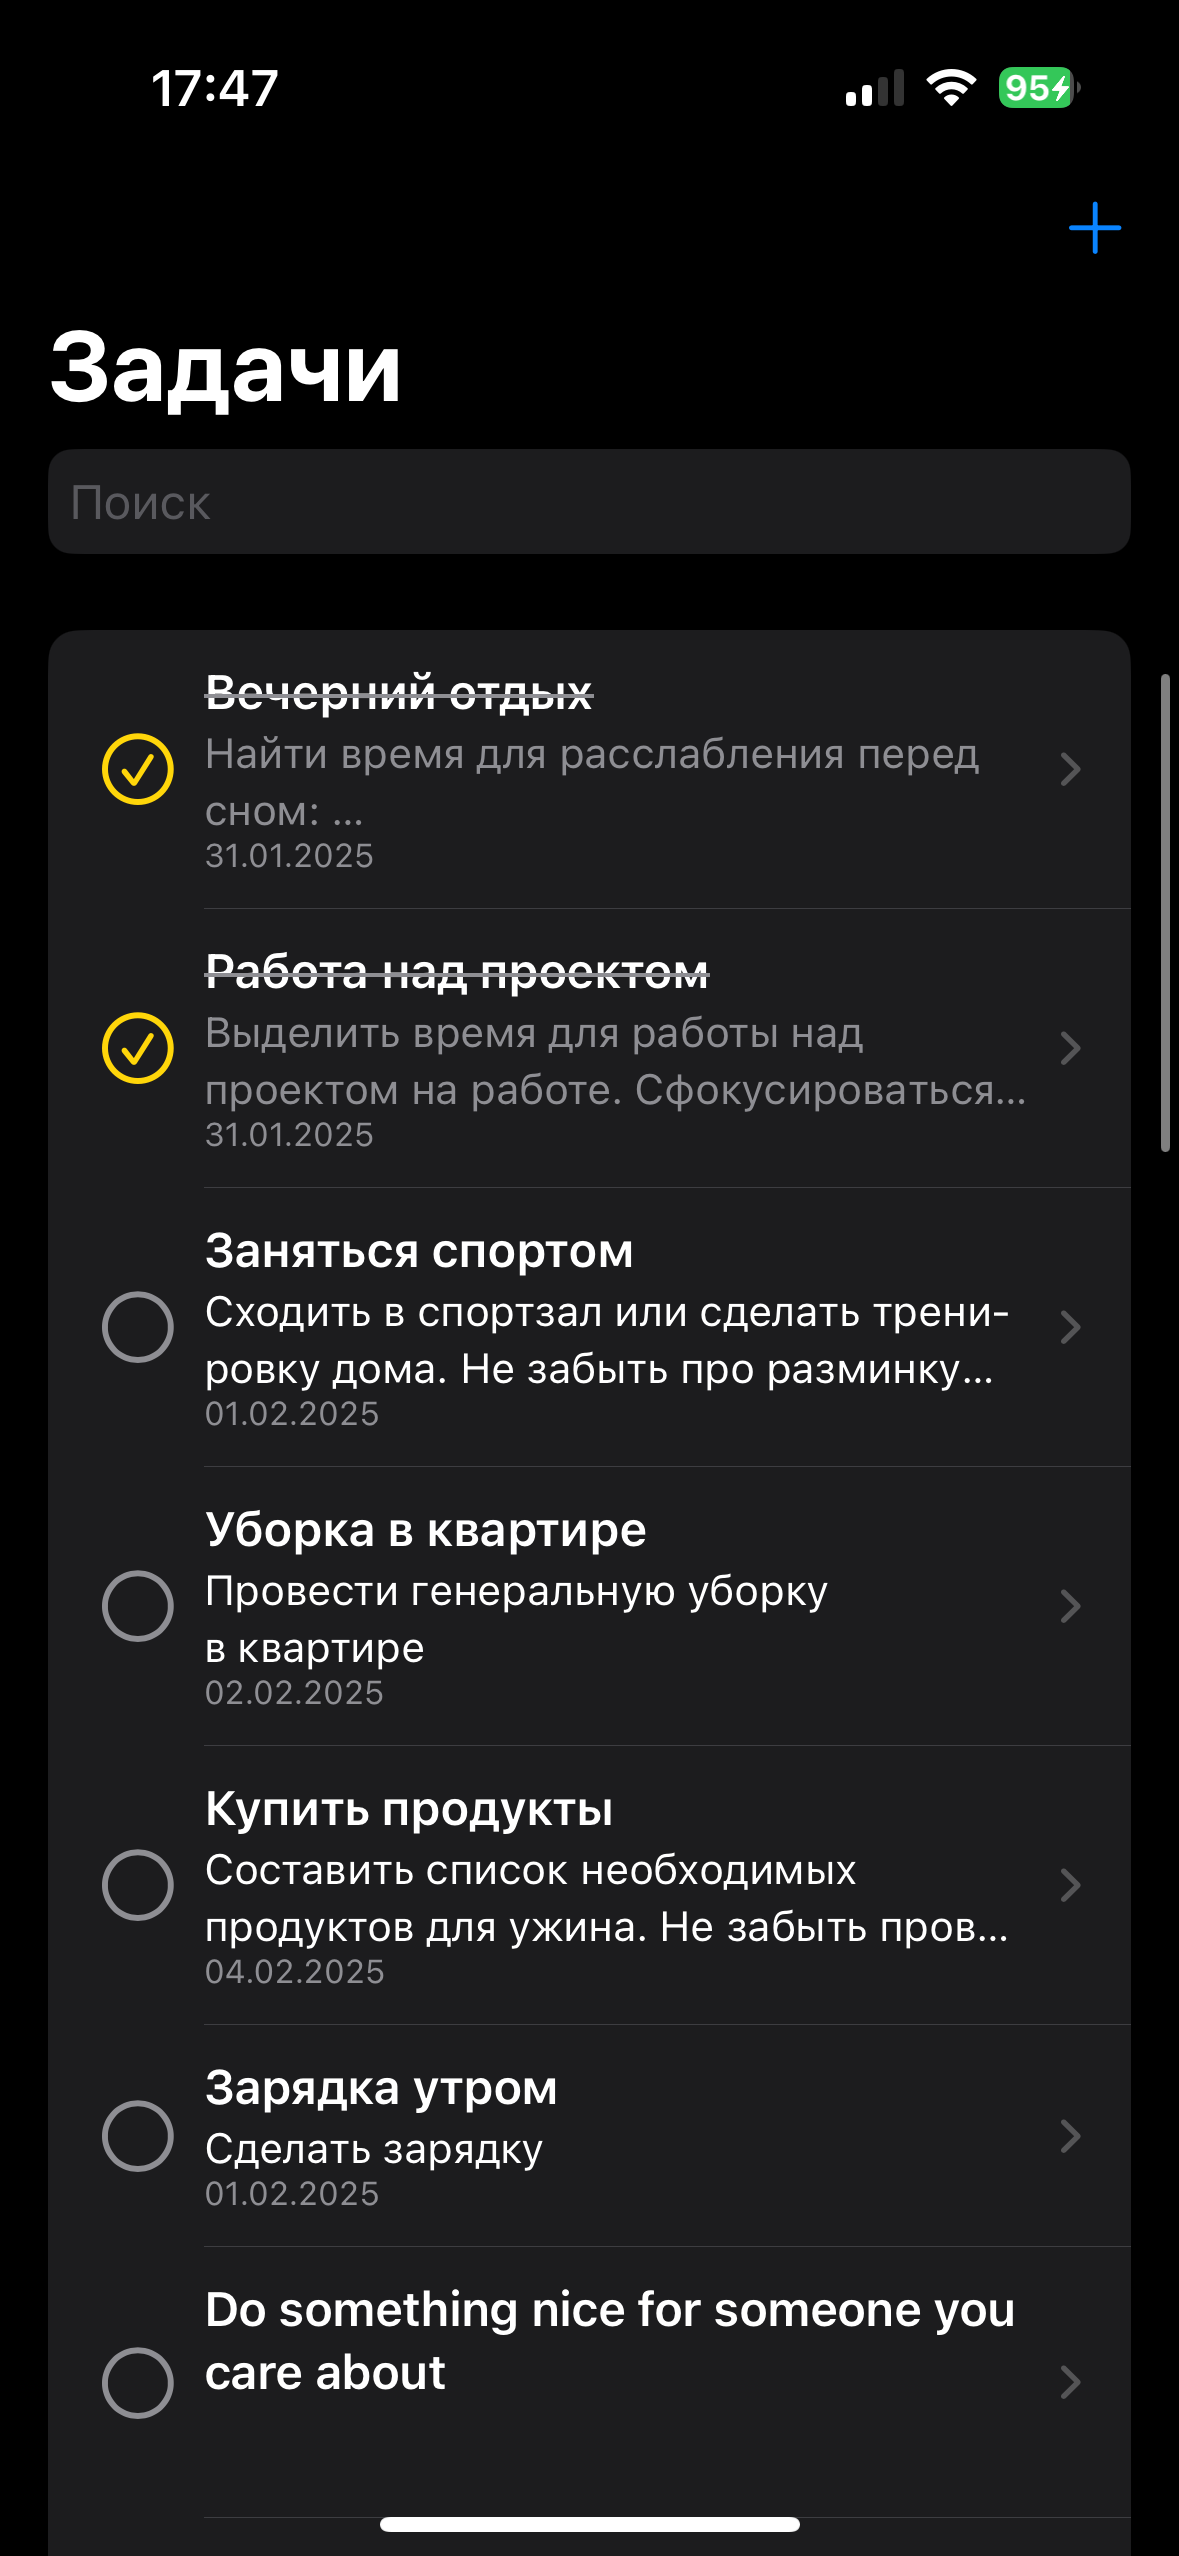 17:47
95
Задачи
Поиск
Вечерний отдых
Найти время для расслабления перед
сном: ...
31.01.2025
Работа над проектом
Выделить время для работы над
проектом на работе. Сфокусироваться...
31.01.2025
Заняться спортом
Сходить в спортзал или сделать трени-
ровку дома. Не забыть про разминку...
01.02.2025
Уборка в квартире
Провести генеральную уборку
в квартире
02.02.2025
Купить продукты
Составить список необходимых
продуктов для ужина. Не забыть пров...
04.02.2025
Зарядка утром
Сделать зарядку
01.02.2025
Do something nice for someone you
care about